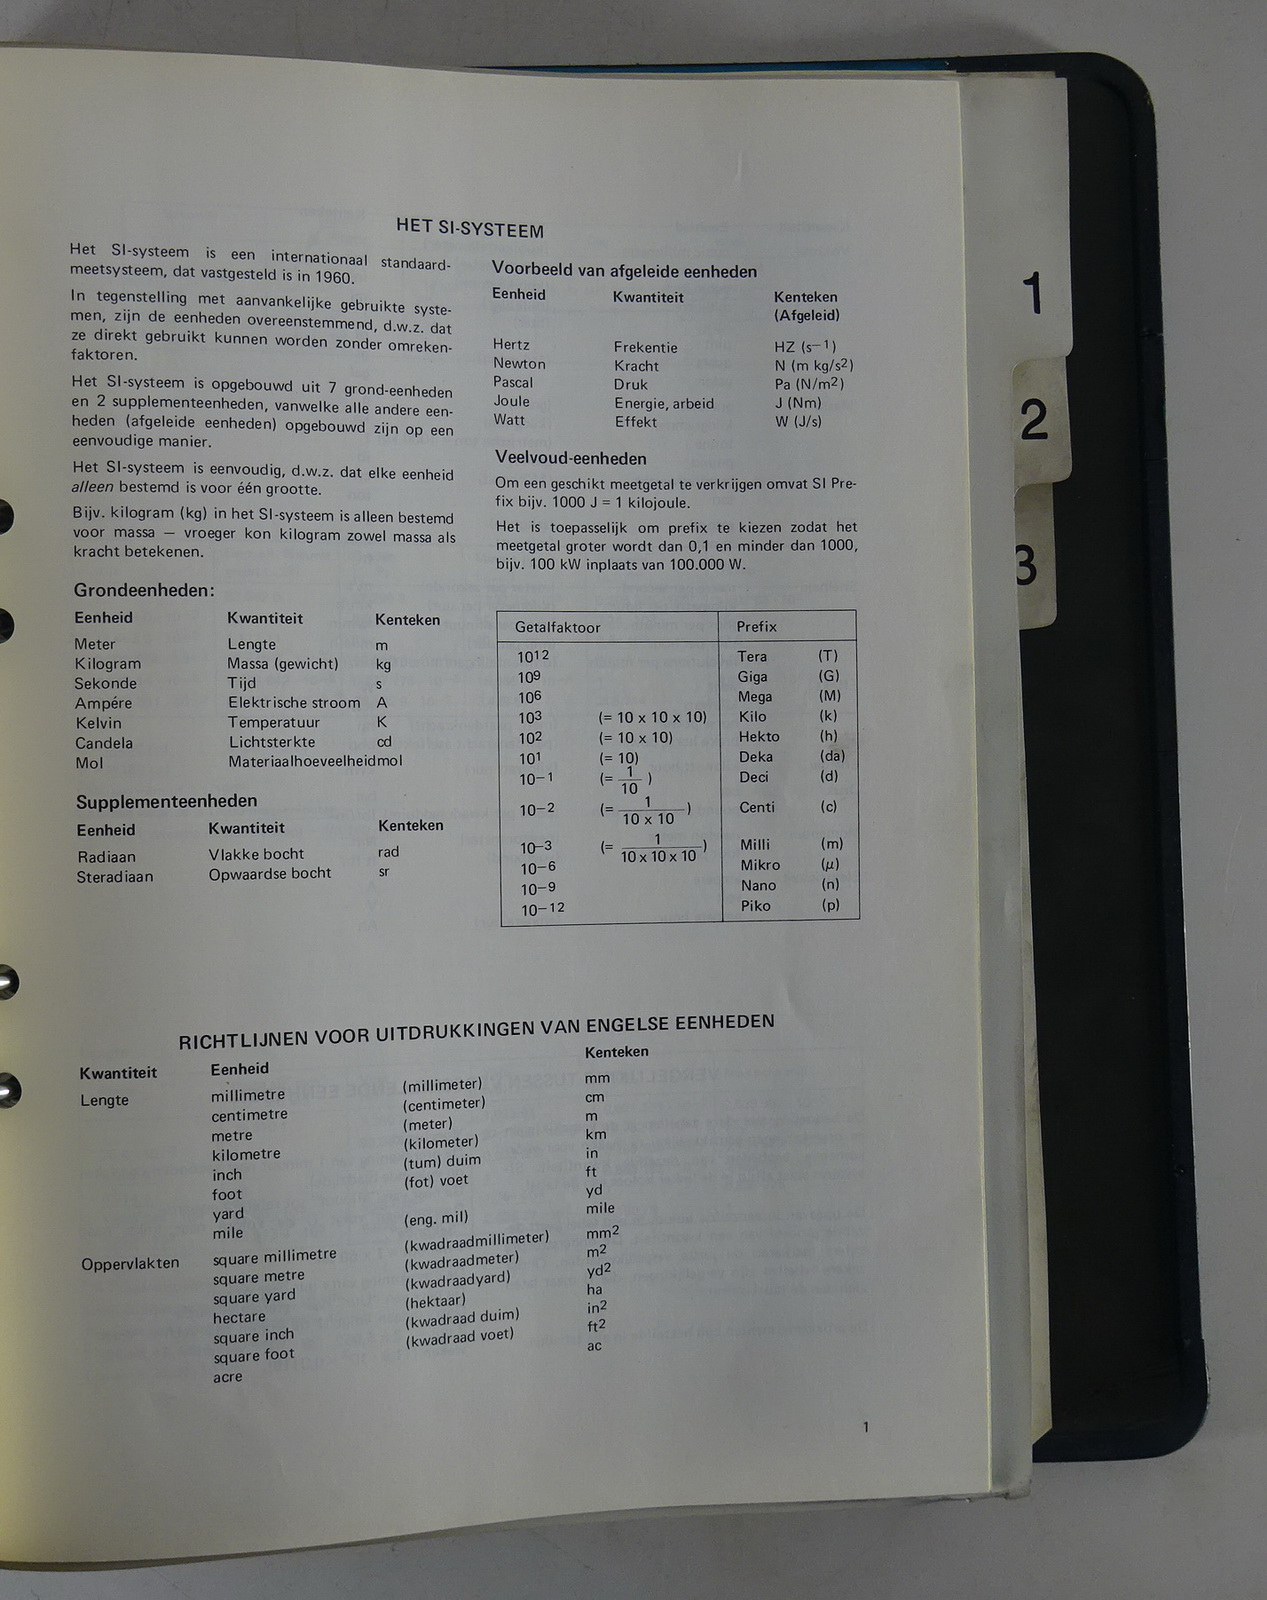 HET SI-SYSTEEM
Het SI-systeem is een internationaal standaard-
meetsysteem, dat vastgesteld is in 1960.
In tegenstelling met aanvankelijke gebruikte syste-
men, zijn de eenheden overeenstemmend, d.w.z. dat
ze direkt gebruikt kunnen worden zonder omreken-
faktoren.
Het SI-systeem is opgebouwd uit 7 grond-eenheden
en 2 supplementeenheden, vanwelke alle andere een-
heden (afgeleide eenheden) opgebouwd zijn op een
eenvoudige manier.
Het SI-systeem is eenvoudig, d.w.z. dat elke eenheid
alleen bestemd is voor één grootte.
Bijv. kilogram (kg) in het SI-systeem is alleen bestemd
voor massa — vroeger kon kilogram zowel massa als
kracht betekenen.
Grondeenheden:
Eenheid Kwantiteit Kenteken
Meter Lengte m
Kilogram Massa (gewicht) kg
Sekonde Tijd s
Ampére Elektrische stroom A
Kelvin Temperatuur K
Candela Lichtsterkte cd
Mol Materiaalhoeveelheid mol
Supplementeenheden
Eenheid Kwantiteit Kenteken
Radiaan Vlakke bocht rad
Steradiaan Opwaardse bocht sr
Voorbeeld van afgeleide eenheden
Eenheid Kwantiteit Kenteken
(Afgeleid)
Hertz Frekentie HZ (s⁻¹)
Newton Kracht N (m kg/s²)
Pascal Druk Pa (N/m²)
Joule Energie, arbeid J (Nm)
Watt Effekt W (J/s)
Veelvoud-eenheden
Om een geschikt meetgetal te verkrijgen omvat SI Pre-
fix bijv. 1000 J = 1 kilojoule.
Het is toepasselijk om prefix te kiezen zodat het
meetgetal groter wordt dan 0,1 en minder dan 1000,
bijv. 100 kW inplaats van 100.000 W.
Getalfaktoor Prefix
10¹² Tera (T)
10⁹ Giga (G)
10⁶ Mega (M)
10³ (= 10 x 10 x 10) Kilo (k)
10² (= 10 x 10) Hekto (h)
10¹ (= 10) Deka (da)
10⁻¹ (= 1/10) Deci (d)
10⁻² (= 1/10 x 10) Centi (c)
10⁻³ (= 1/10 x 10 x 10) Milli (m)
10⁻⁶ Mikro (μ)
10⁻⁹ Nano (n)
10⁻¹² Piko (p)
RICHTLIJNEN VOOR UITDRUKKINGEN VAN ENGELSE EENHEDEN
Kwantiteit Eenheid Kenteken
Lengte millimetre (millimeter) mm
centimetre (centimeter) cm
metre (meter) m
kilometre (kilometer) km
inch (tum) duim in
foot (fot) voet ft
yard yd
mile (eng. mil) mile
Oppervlakten square millimetre (kwadraadmillimeter) mm²
square metre (kwadraadmeter) m²
square yard (kwadraadyard) yd²
hectare (hektaar) ha
square inch (kwadraad duim) in²
square foot (kwadraad voet) ft²
acre ac
1
1
2
3